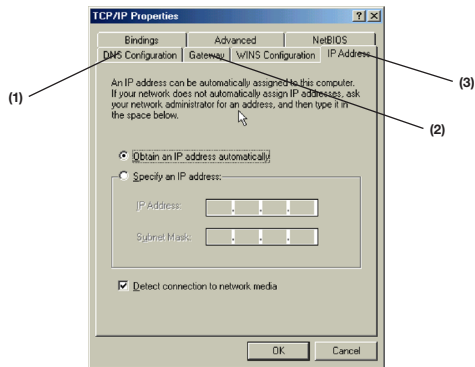 TCP/IP Properties
? ×
Bindings Advanced NetBIOS
DNS Configuration Gateway WINS Configuration IP Address
(3)
(1)
An IP address can be automatically assigned to this computer.
If your network does not automatically assign IP addresses, ask
your network administrator for an address, and then type it in
the space below.
(2)
Obtain an IP address automatically
Specify an IP address:
IP Address:
. . .
Subnet Mask:
. . .
Detect connection to network media
OK Cancel